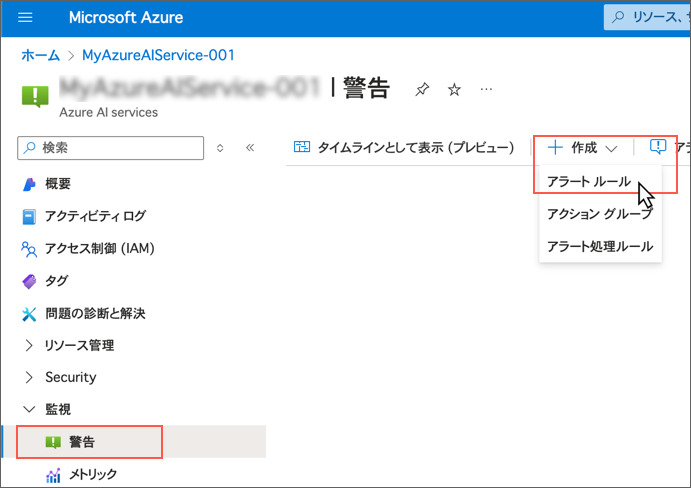 Microsoft Azure
リソース、サ
ホーム > MyAzureAIService-001
MyAzureAIService-001 | 警告
Azure AI services
検索
タイムラインとして表示 (プレビュー)
作成
アラ
アラート ルール
アクション グループ
アラート処理ルール
概要
アクティビティ ログ
アクセス制御 (IAM)
タグ
問題の診断と解決
リソース管理
Security
監視
警告
メトリック